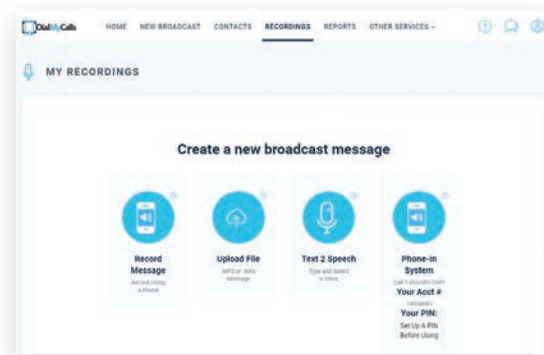 DialMyCalls
HOME NEW BROADCAST CONTACTS RECORDINGS REPORTS OTHER SERVICES
MY RECORDINGS
Create a new broadcast message
Record Message
Record Using a Phone
Upload File
MP3 or
Message
Text 2 Speech
Type and Select a Voice
Phone-in System
Your Acct #
Your PIN:
Set Up A PIN Before Using